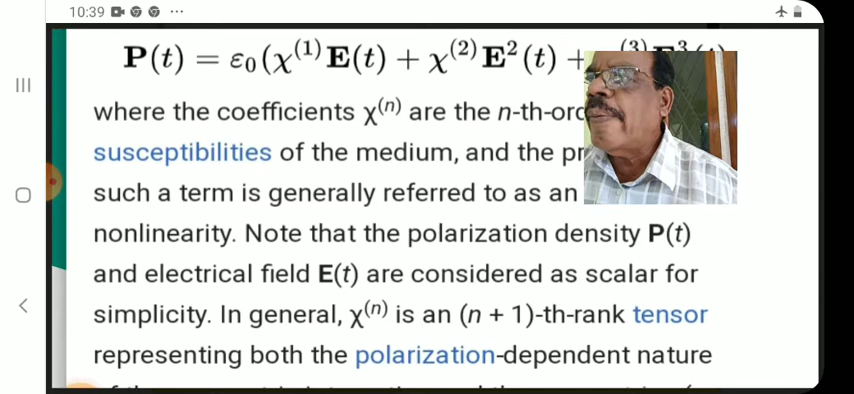 10:39
P(t) = ε₀(χ⁽¹⁾E(t) + χ⁽²⁾E²(t) +
where the coefficients χ⁽ⁿ⁾ are the n-th-
susceptibilities of the medium, and the
such a term is generally referred to as an
nonlinearity. Note that the polarization density P(t)
and electrical field E(t) are considered as scalar for
simplicity. In general, χ⁽ⁿ⁾ is an (n + 1)-th-rank tensor
representing both the polarization-dependent nature